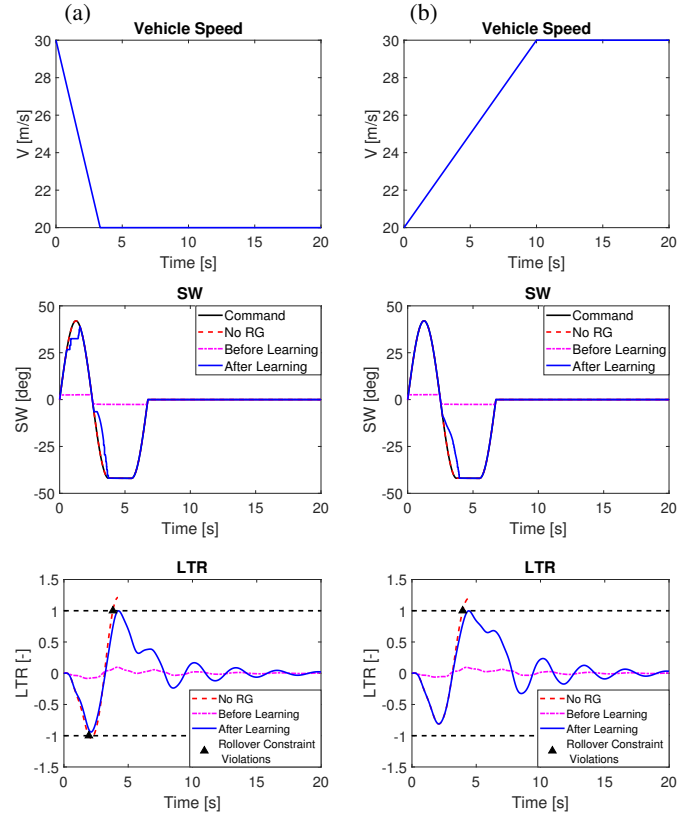 (a)
Vehicle Speed
30
28
26
24
22
20
V [m/s]
0 5 10 15 20
Time [s]
(b)
Vehicle Speed
30
28
26
24
22
20
V [m/s]
0 5 10 15 20
Time [s]
SW
50
25
0
-25
-50
SW [deg]
Command
No RG
Before Learning
After Learning
0 5 10 15 20
Time [s]
SW
50
25
0
-25
-50
SW [deg]
Command
No RG
Before Learning
After Learning
0 5 10 15 20
Time [s]
LTR
1.5
1
0.5
0
-0.5
-1
-1.5
LTR [-]
No RG
Before Learning
After Learning
Rollover Constraint
Violations
0 5 10 15 20
Time [s]
LTR
1.5
1
0.5
0
-0.5
-1
-1.5
LTR [-]
No RG
Before Learning
After Learning
Rollover Constraint
Violations
0 5 10 15 20
Time [s]